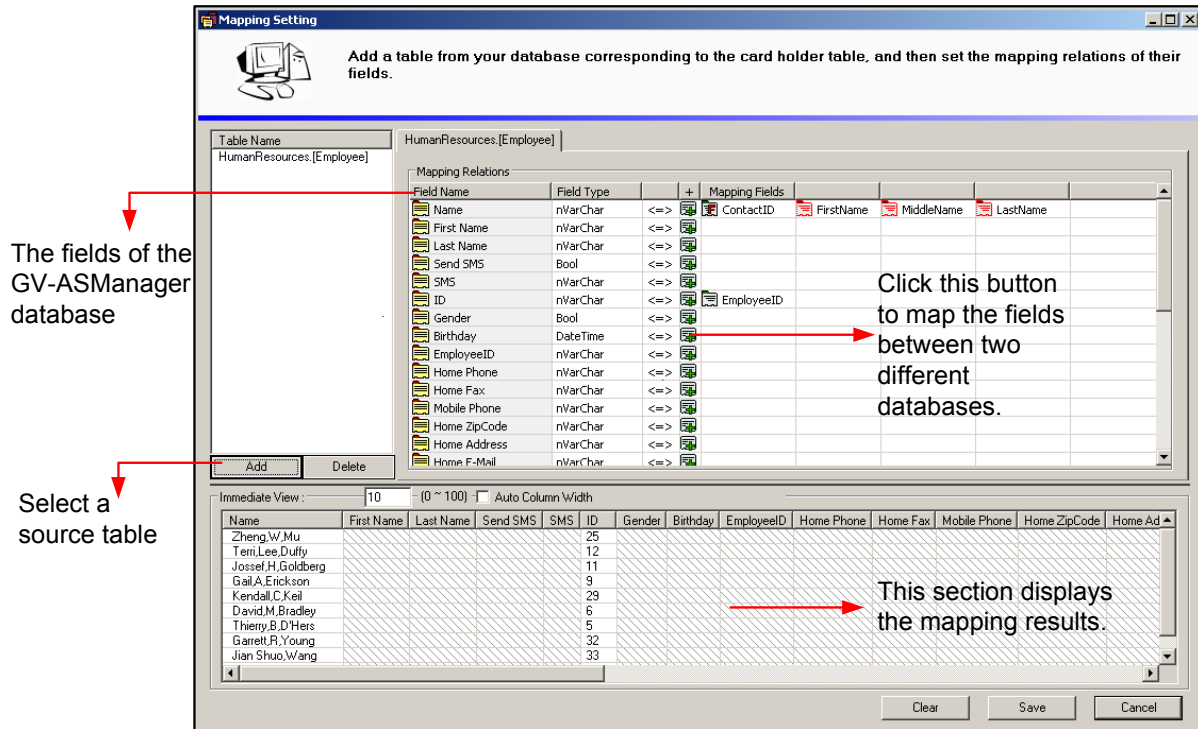 Mapping Setting
Add a table from your database corresponding to the card holder table, and then set the mapping relations of their
fields.
Table Name
HumanResources.[Employee]
Add Delete
HumanResources.[Employee]
Mapping Relations
Field Name Field Type + Mapping Fields
Name nVarChar <=> ContactID FirstName MiddleName LastName
First Name nVarChar <=>
Last Name nVarChar <=>
Send SMS Bool <=>
SMS nVarChar <=>
ID nVarChar <=> EmployeeID
Gender Bool <=>
Birthday DateTime <=>
EmployeeID nVarChar <=>
Home Phone nVarChar <=>
Home Fax nVarChar <=>
Mobile Phone nVarChar <=>
Home ZipCode nVarChar <=>
Home Address nVarChar <=>
Home E-Mail nVarChar <=>
The fields of the
GV-ASManager
database
Click this button
to map the fields
between two
different
databases.
Select a
source table
Immediate View : 10 (0 ~ 100) Auto Column Width
Name First Name Last Name Send SMS SMS ID Gender Birthday EmployeeID Home Phone Home Fax Mobile Phone Home ZipCode Home Ad
Zheng,W,Mu 25
Terri,Lee,Duffy 12
Jossef,H,Goldberg 11
Gail,A,Erickson 9
Kendall,C,Keil 29
David,M,Bradley 6
Thierry,B,D'Hers 5
Garrett,R,Young 32
Jian Shuo,Wang 33
This section displays
the mapping results.
Clear Save Cancel